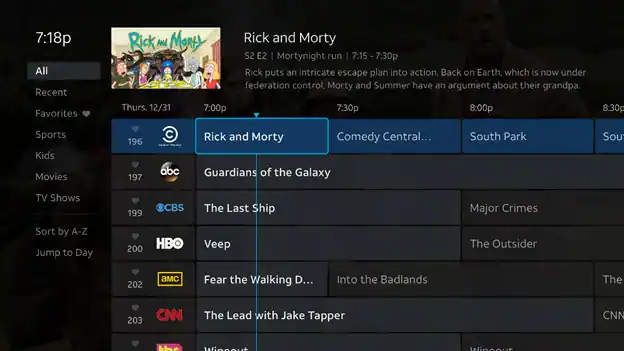 7:18p
RICK AND MORTY
Rick and Morty
S2 E2 | Mortynight run | 7:15 - 7:30p
Rick puts an intricate escape plan into action. Back on Earth, which is now under
federation control, Morty and Summer have an argument about their grandpa.
All
Recent
Favorites
Sports
Kids
Movies
TV Shows
Sort by A-Z
Jump to Day
Thurs. 12/31 7:00p 7:30p 8:00p 8:30p
196 Rick and Morty Comedy Central... South Park Sout
197 abc Guardians of the Galaxy
199 CBS The Last Ship Major Crimes
200 HBO Veep The Outsider
202 AMC Fear the Walking D... Into the Badlands The
203 CNN The Lead with Jake Tapper CNN
Wipeout Wipeout